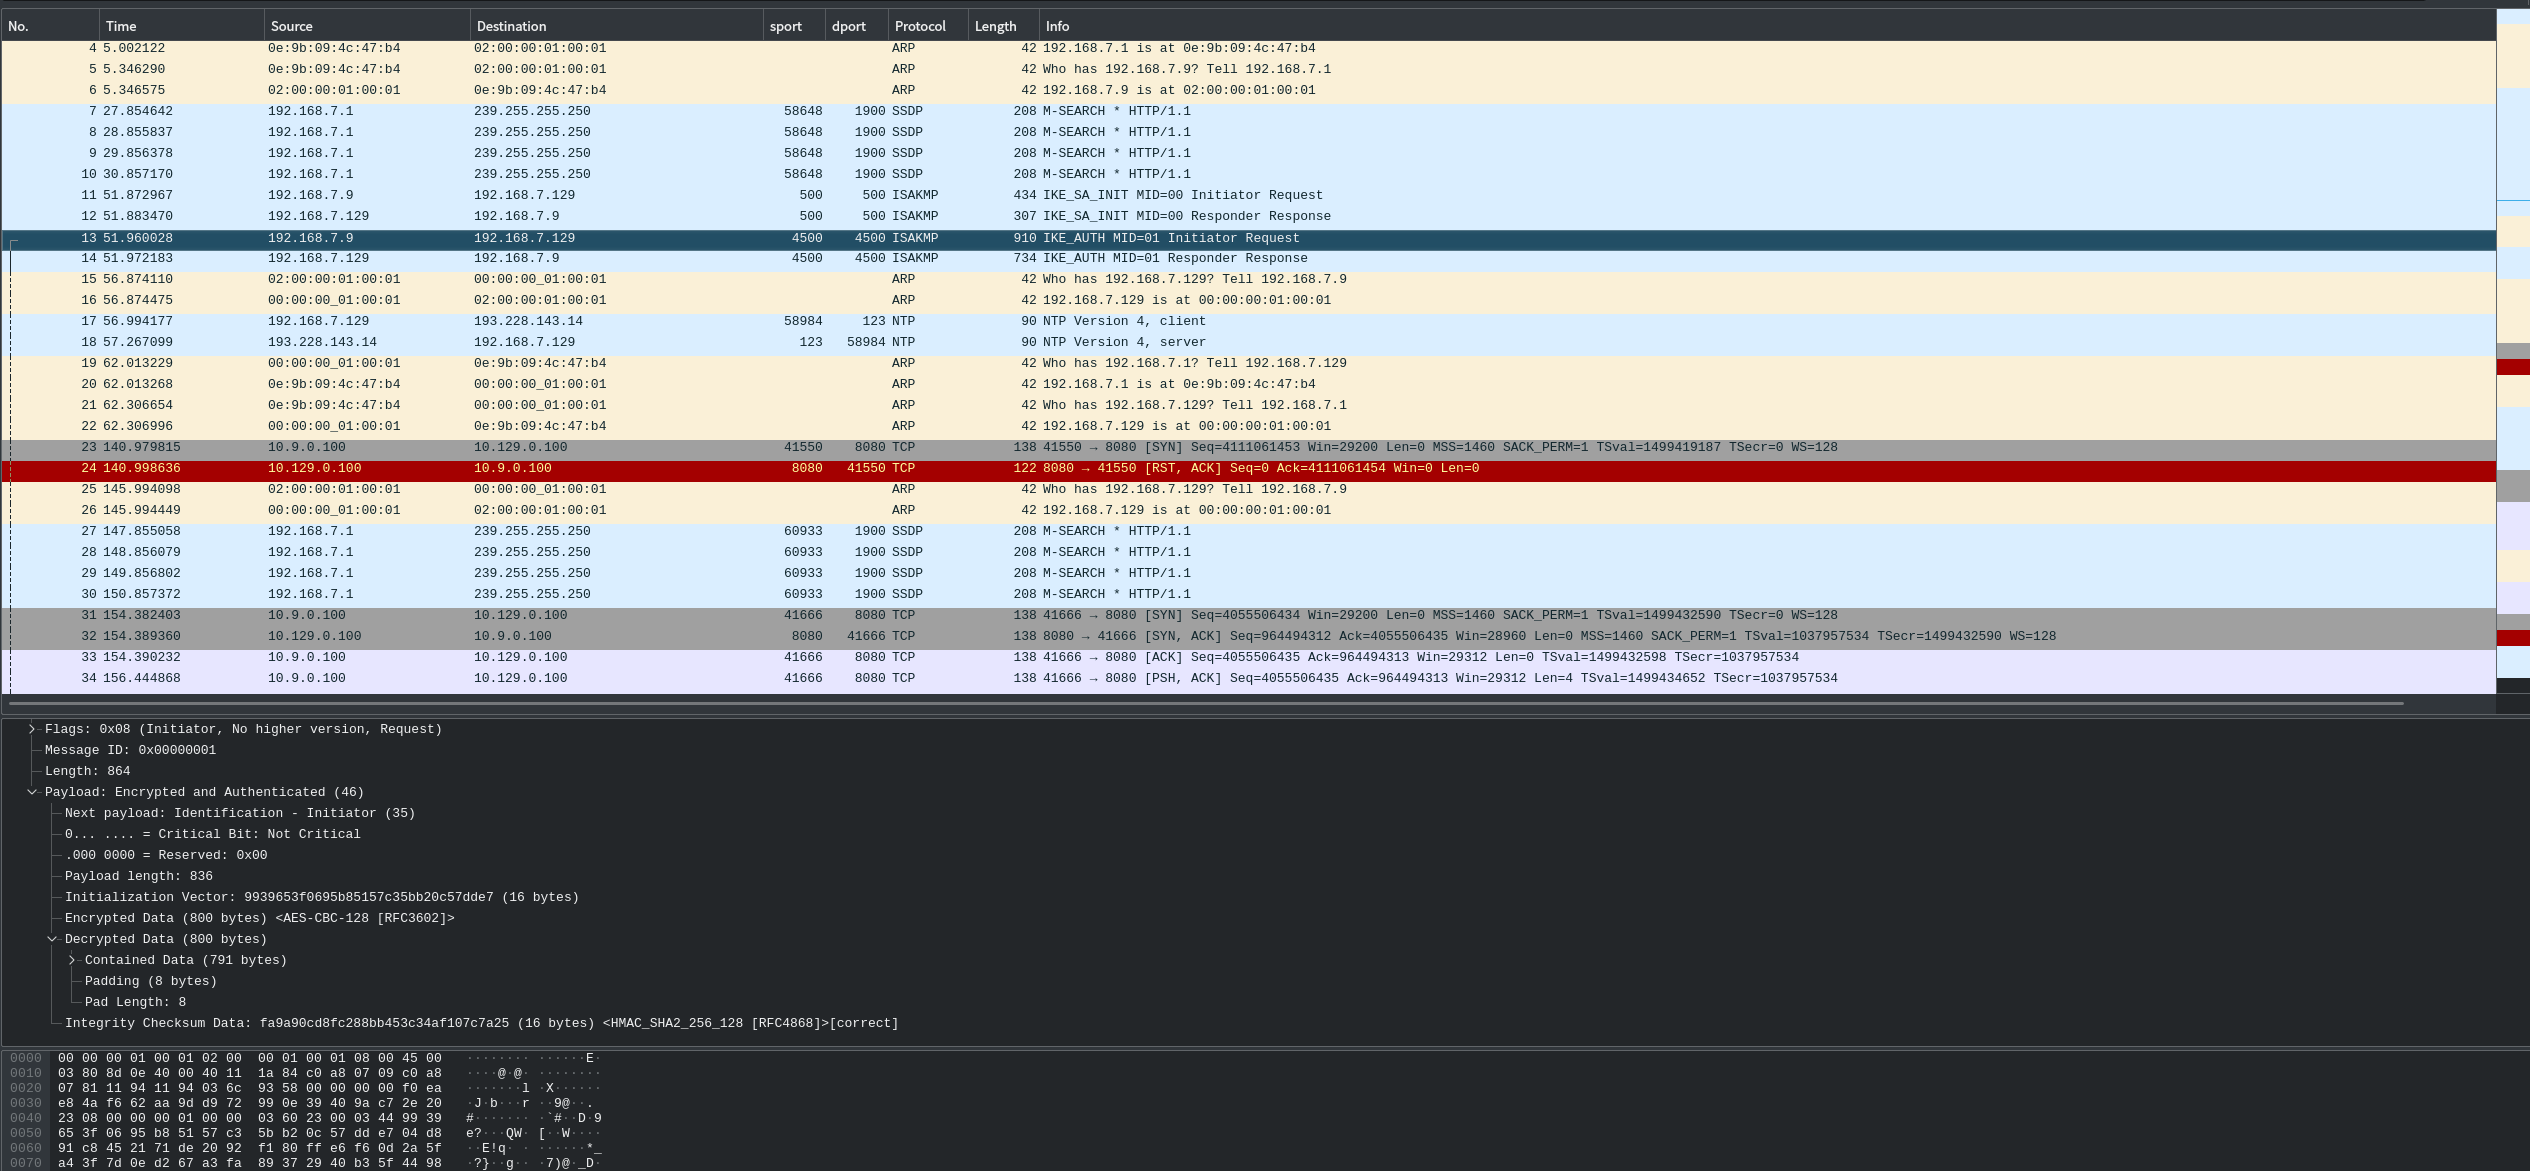 No. Time Source Destination sport dport Protocol Length Info
4 5.002122 0e:9b:09:4c:47:b4 02:00:00:01:00:01 ARP 42 192.168.7.1 is at 0e:9b:09:4c:47:b4
5 5.346290 0e:9b:09:4c:47:b4 02:00:00:01:00:01 ARP 42 Who has 192.168.7.9? Tell 192.168.7.1
6 5.346575 02:00:00:01:00:01 0e:9b:09:4c:47:b4 ARP 42 192.168.7.9 is at 02:00:00:01:00:01
7 27.854642 192.168.7.1 239.255.255.250 58648 1900 SSDP 208 M-SEARCH * HTTP/1.1
8 28.855837 192.168.7.1 239.255.255.250 58648 1900 SSDP 208 M-SEARCH * HTTP/1.1
9 29.856378 192.168.7.1 239.255.255.250 58648 1900 SSDP 208 M-SEARCH * HTTP/1.1
10 30.857170 192.168.7.1 239.255.255.250 58648 1900 SSDP 208 M-SEARCH * HTTP/1.1
11 51.872967 192.168.7.9 192.168.7.129 500 500 ISAKMP 434 IKE_SA_INIT MID=00 Initiator Request
12 51.883470 192.168.7.129 192.168.7.9 500 500 ISAKMP 307 IKE_SA_INIT MID=00 Responder Response
13 51.960028 192.168.7.9 192.168.7.129 4500 4500 ISAKMP 910 IKE_AUTH MID=01 Initiator Request
14 51.972183 192.168.7.129 192.168.7.9 4500 4500 ISAKMP 734 IKE_AUTH MID=01 Responder Response
15 56.874110 02:00:00:01:00:01 00:00:00_01:00:01 ARP 42 Who has 192.168.7.129? Tell 192.168.7.9
16 56.874475 00:00:00_01:00:01 02:00:00:01:00:01 ARP 42 192.168.7.129 is at 00:00:00:01:00:01
17 56.994177 192.168.7.129 193.228.143.14 58984 123 NTP 90 NTP Version 4, client
18 57.267099 193.228.143.14 192.168.7.129 123 58984 NTP 90 NTP Version 4, server
19 62.013229 00:00:00_01:00:01 0e:9b:09:4c:47:b4 ARP 42 Who has 192.168.7.1? Tell 192.168.7.129
20 62.013268 0e:9b:09:4c:47:b4 00:00:00_01:00:01 ARP 42 192.168.7.1 is at 0e:9b:09:4c:47:b4
21 62.306654 0e:9b:09:4c:47:b4 00:00:00_01:00:01 ARP 42 Who has 192.168.7.129? Tell 192.168.7.1
22 62.306996 00:00:00_01:00:01 0e:9b:09:4c:47:b4 ARP 42 192.168.7.129 is at 00:00:00:01:00:01
23 140.979815 10.9.0.100 10.129.0.100 41550 8080 TCP 138 41550 → 8080 [SYN] Seq=4111061453 Win=29200 Len=0 MSS=1460 SACK_PERM=1 TSval=1499419187 TSecr=0 WS=128
24 140.998636 10.129.0.100 10.9.0.100 8080 41550 TCP 122 8080 → 41550 [RST, ACK] Seq=0 Ack=4111061454 Win=0 Len=0
25 145.994098 02:00:00:01:00:01 00:00:00_01:00:01 ARP 42 Who has 192.168.7.129? Tell 192.168.7.9
26 145.994449 00:00:00_01:00:01 02:00:00:01:00:01 ARP 42 192.168.7.129 is at 00:00:00:01:00:01
27 147.855058 192.168.7.1 239.255.255.250 60933 1900 SSDP 208 M-SEARCH * HTTP/1.1
28 148.856079 192.168.7.1 239.255.255.250 60933 1900 SSDP 208 M-SEARCH * HTTP/1.1
29 149.856802 192.168.7.1 239.255.255.250 60933 1900 SSDP 208 M-SEARCH * HTTP/1.1
30 150.857372 192.168.7.1 239.255.255.250 60933 1900 SSDP 208 M-SEARCH * HTTP/1.1
31 154.382403 10.9.0.100 10.129.0.100 41666 8080 TCP 138 41666 → 8080 [SYN] Seq=4055506434 Win=29200 Len=0 MSS=1460 SACK_PERM=1 TSval=1499432590 TSecr=0 WS=128
32 154.389360 10.129.0.100 10.9.0.100 8080 41666 TCP 138 8080 → 41666 [SYN, ACK] Seq=964494312 Ack=4055506435 Win=28960 Len=0 MSS=1460 SACK_PERM=1 TSval=1037957534 TSecr=1499432590 WS=128
33 154.390232 10.9.0.100 10.129.0.100 41666 8080 TCP 138 41666 → 8080 [ACK] Seq=4055506435 Ack=964494313 Win=29312 Len=0 TSval=1499432598 TSecr=1037957534
34 156.444868 10.9.0.100 10.129.0.100 41666 8080 TCP 138 41666 → 8080 [PSH, ACK] Seq=4055506435 Ack=964494313 Win=29312 Len=4 TSval=1499434652 TSecr=1037957534
Flags: 0x08 (Initiator, No higher version, Request)
Message ID: 0x00000001
Length: 864
Payload: Encrypted and Authenticated (46)
Next payload: Identification - Initiator (35)
0... .... = Critical Bit: Not Critical
.000 0000 = Reserved: 0x00
Payload length: 836
Initialization Vector: 9939653f0695b85157c35bb20c57dde7 (16 bytes)
Encrypted Data (800 bytes) <AES-CBC-128 [RFC3602]>
Decrypted Data (800 bytes)
Contained Data (791 bytes)
Padding (8 bytes)
Pad Length: 8
Integrity Checksum Data: fa9a90cd8fc288bb453c34af107c7a25 (16 bytes) <HMAC_SHA2_256_128 [RFC4868]>[correct]
0000 00 00 00 01 00 01 02 00 00 01 00 01 08 00 45 00 ········ ······E·
0010 03 80 8d 0e 40 00 40 11 1a 84 c0 a8 07 09 c0 a8 ····@·@· ········
0020 07 81 11 94 11 94 03 6c 93 58 00 00 00 00 f0 ea ·······l ·X······
0030 e8 4a f6 62 aa 9d d9 72 99 0e 39 40 9a c7 2e 20 ·J·b···r ··9@··.
0040 23 08 00 00 00 01 00 00 03 60 23 00 03 44 99 39 #······· ·`#··D·9
0050 65 3f 06 95 b8 51 57 c3 5b b2 0c 57 dd e7 04 d8 e?···QW· [··W····
0060 91 c8 45 21 71 de 20 92 f1 80 ff e6 f6 0d 2a 5f ··E!q· · ······*_
0070 a4 3f 7d 0e d2 67 a3 fa 89 37 29 40 b3 5f 44 98 ·?}··g·· ·7)@·_D·